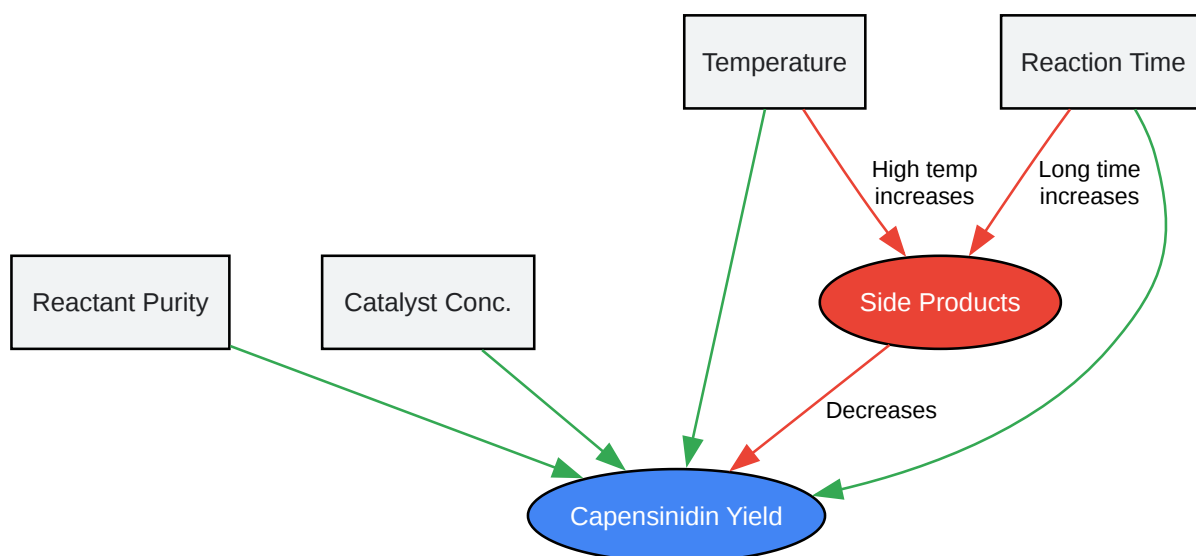 Temperature
Reaction Time
High temp
increases
Long time
increases
Reactant Purity
Catalyst Conc.
Side Products
Decreases
Capensinidin Yield